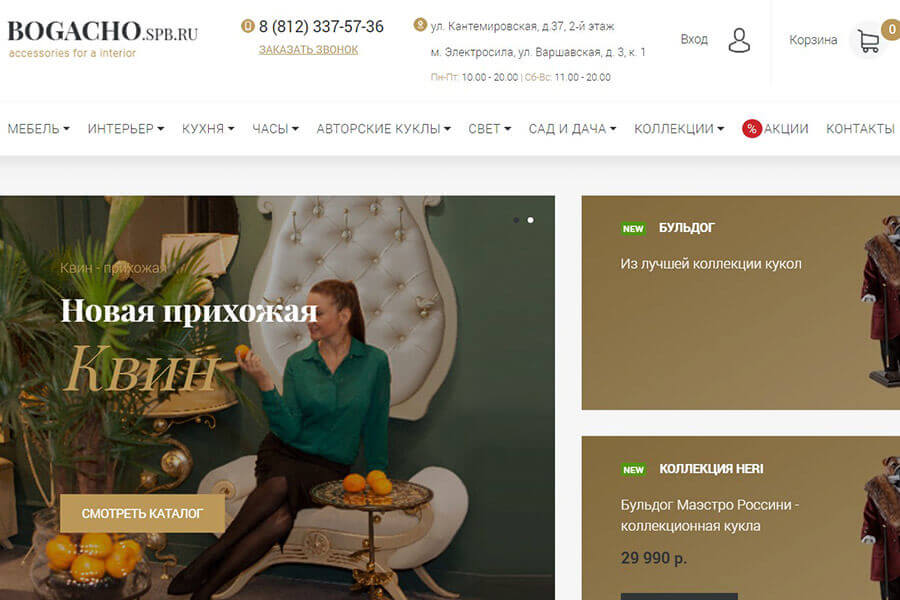 BOGACHO.SPB.RU
accessories for a interior
8 (812) 337-57-36
ЗАКАЗАТЬ ЗВОНОК
ул. Кантемировская, д.37, 2-й этаж
м. Электросила, ул. Варшавская, д. 3, к. 1
Пн-Пт: 10.00 - 20.00 | Сб-Вс: 11.00 - 20.00
Вход
Корзина
0
МЕБЕЛЬ ИНТЕРЬЕР КУХНЯ ЧАСЫ АВТОРСКИЕ КУКЛЫ СВЕТ САД И ДАЧА КОЛЛЕКЦИИ % АКЦИИ КОНТАКТЫ
Квин - прихожая
Новая прихожая
Квин
СМОТРЕТЬ КАТАЛОГ
NEW БУЛЬДОГ
Из лучшей коллекции кукол
NEW КОЛЛЕКЦИЯ HERI
Бульдог Маэстро Россини -
коллекционная кукла
29 990 р.